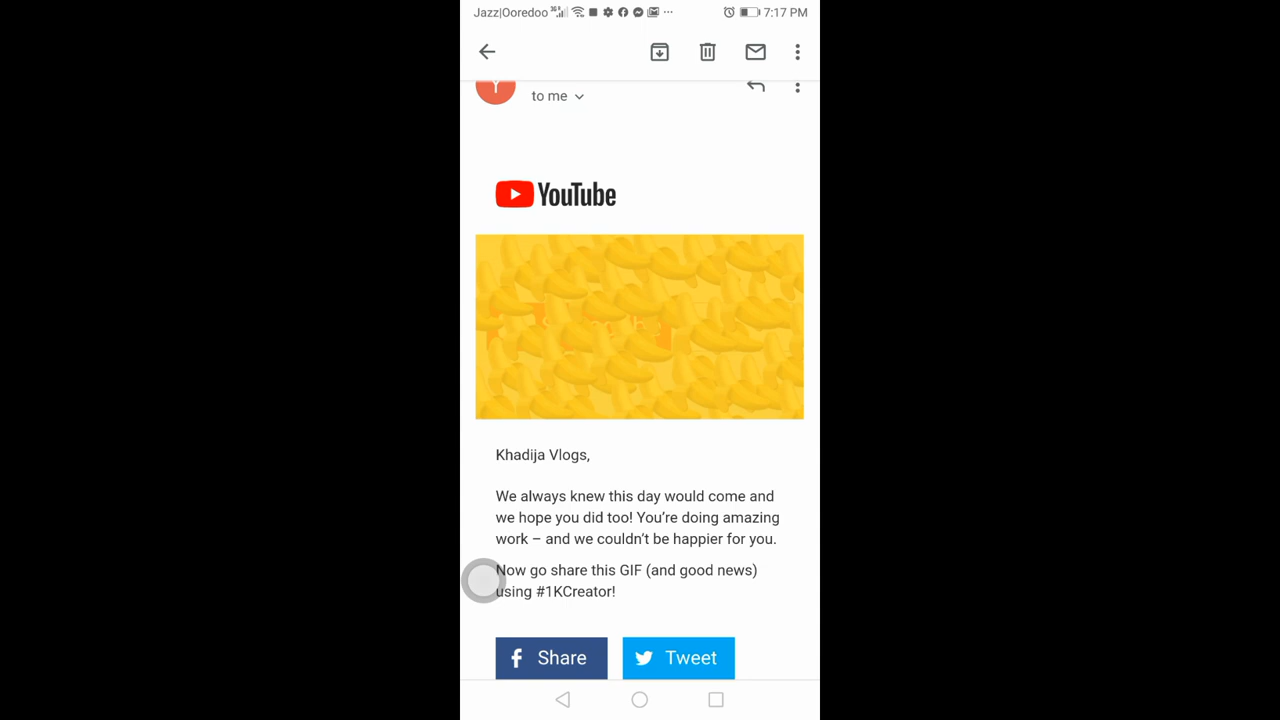 Jazz|Ooredoo 7:17 PM
Y
to me
YouTube
Khadija Vlogs,
We always knew this day would come and
we hope you did too! You’re doing amazing
work – and we couldn’t be happier for you.
Now go share this GIF (and good news)
using #1KCreator!
f Share
Tweet